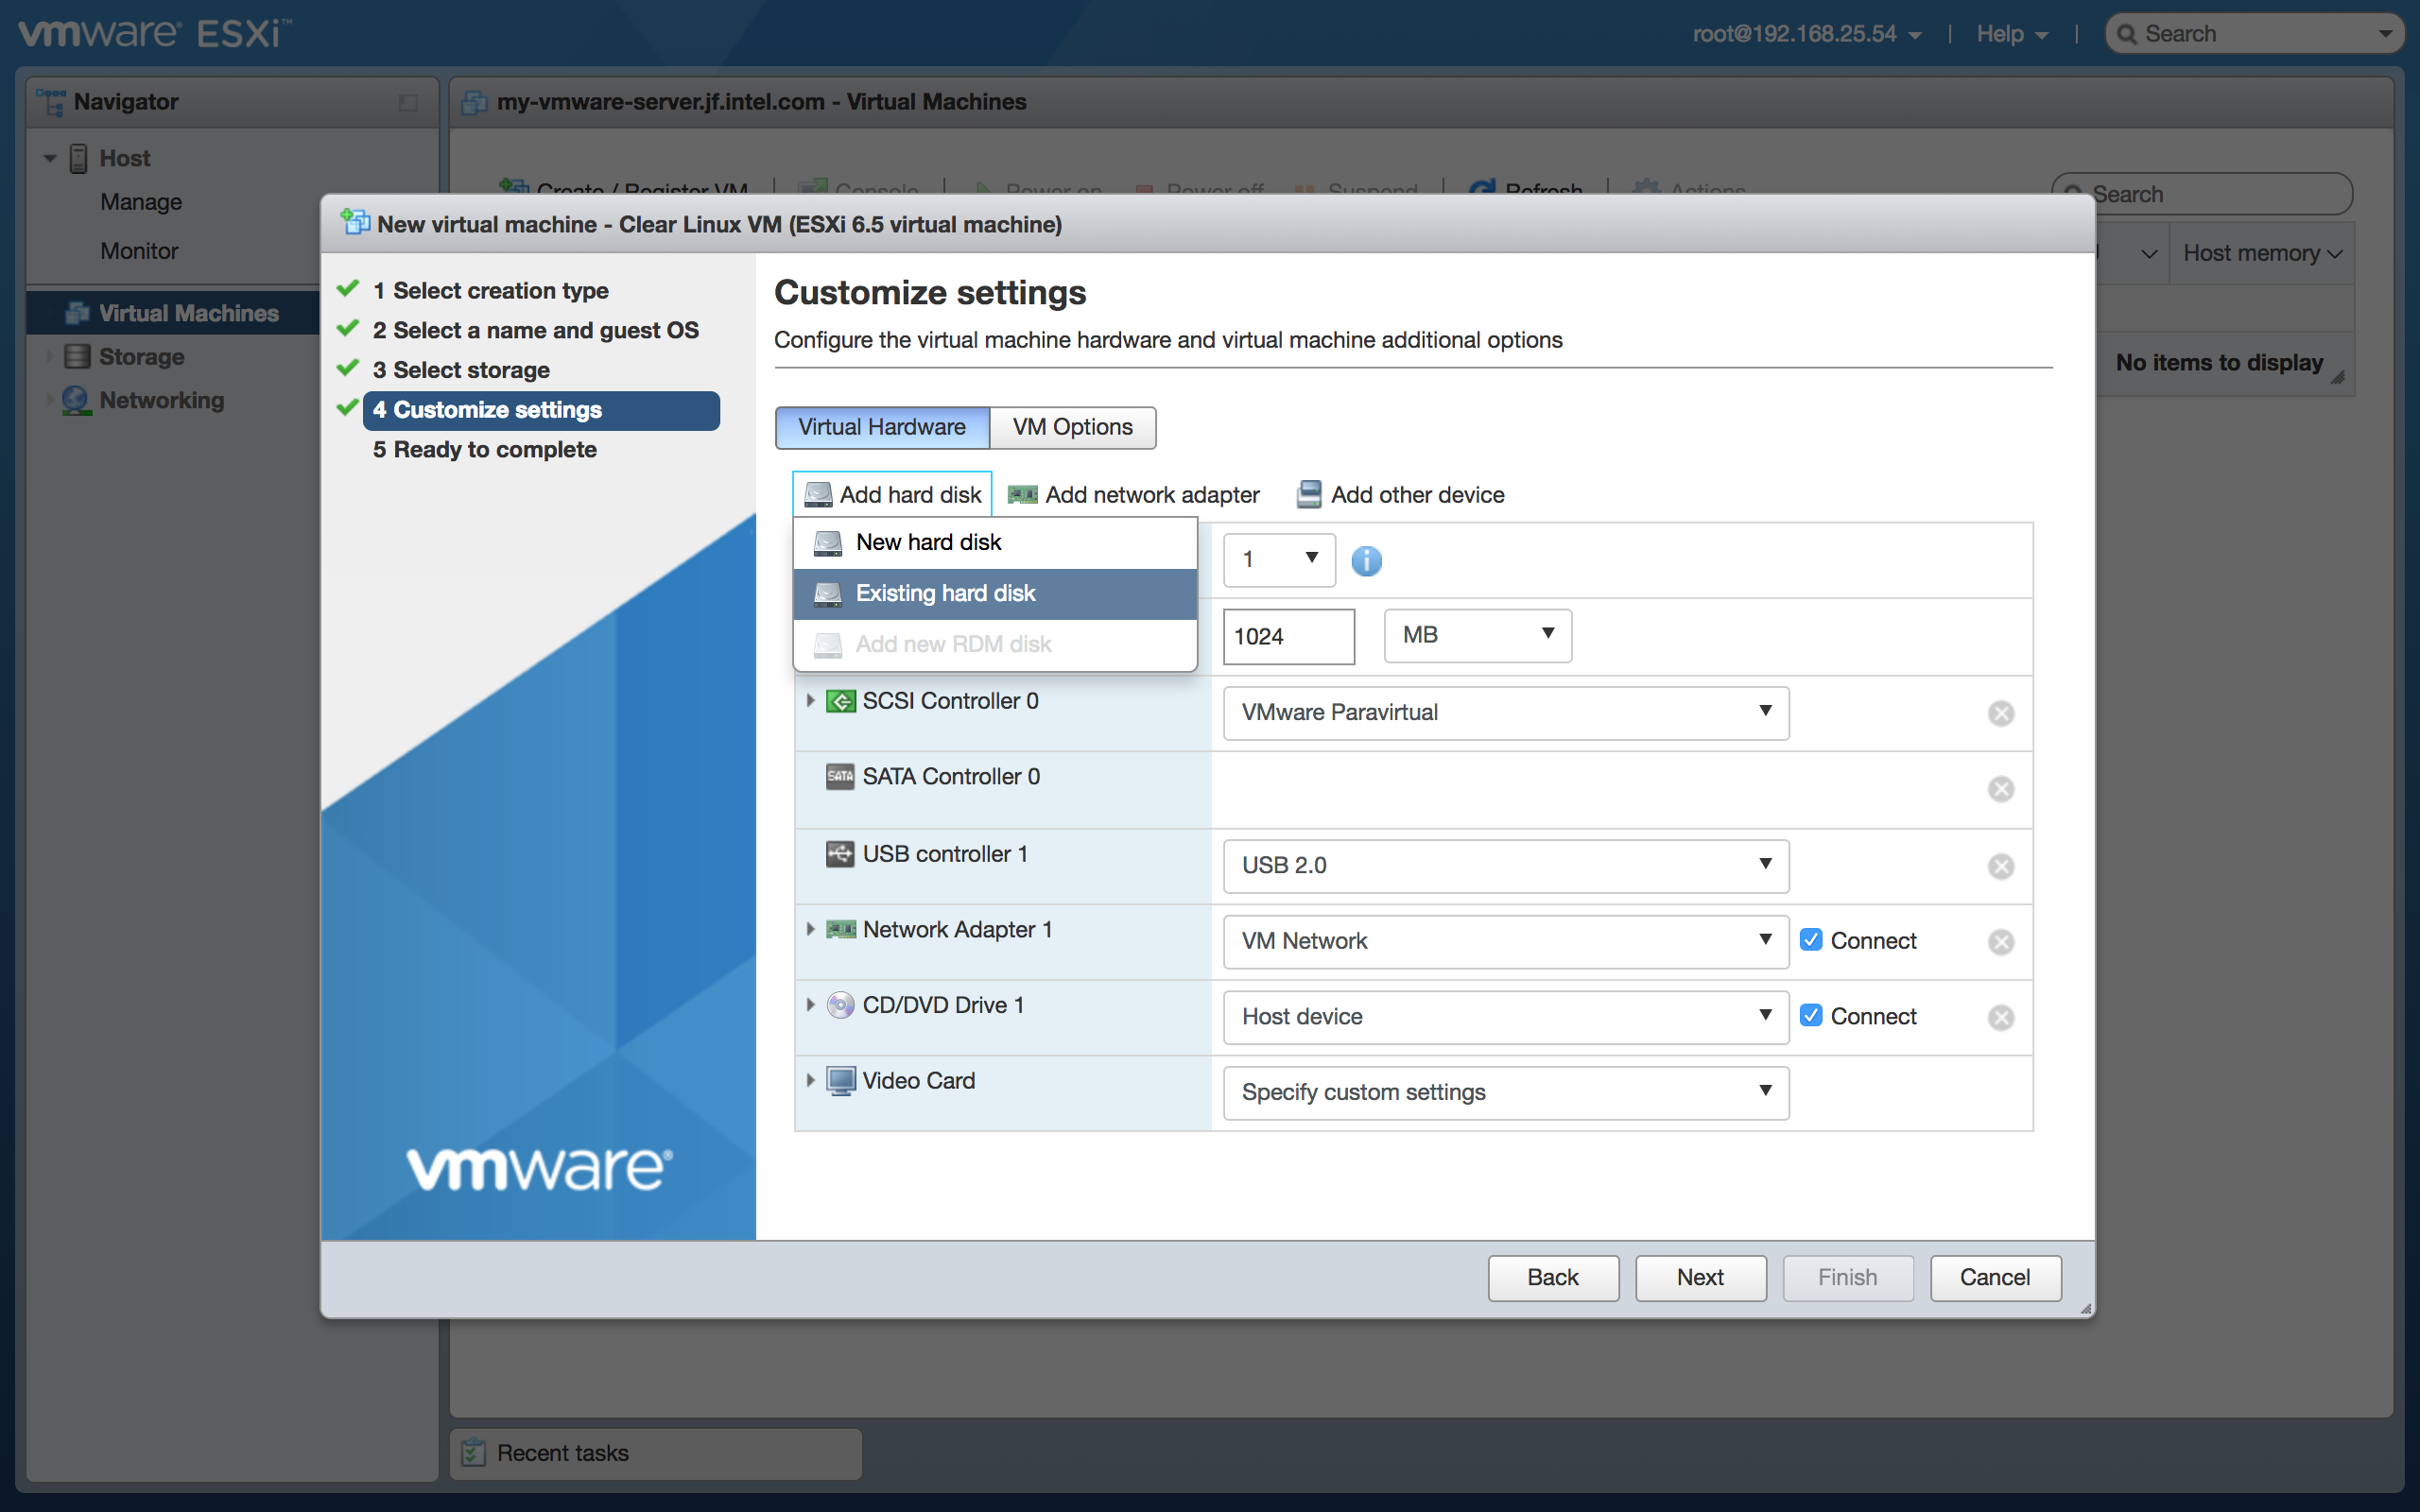 vmware® ESXi™
root@192.168.25.54 | Help | Search
Navigator
my-vmware-server.jf.intel.com - Virtual Machines
Host
Manage
Monitor
Virtual Machines
Storage
Networking
Create / Register VM | Console | Power on Power off Suspend | Refresh | Actions
Search
Host memory
No items to display
New virtual machine - Clear Linux VM (ESXi 6.5 virtual machine)
1 Select creation type
2 Select a name and guest OS
3 Select storage
4 Customize settings
5 Ready to complete
vmware®
Customize settings
Configure the virtual machine hardware and virtual machine additional options
Virtual Hardware VM Options
Add hard disk Add network adapter Add other device
New hard disk
Existing hard disk
Add new RDM disk
1
1024 MB
SCSI Controller 0 VMware Paravirtual
SATA SATA Controller 0
USB controller 1 USB 2.0
Network Adapter 1 VM Network Connect
CD/DVD Drive 1 Host device Connect
Video Card Specify custom settings
Back Next Finish Cancel
Recent tasks